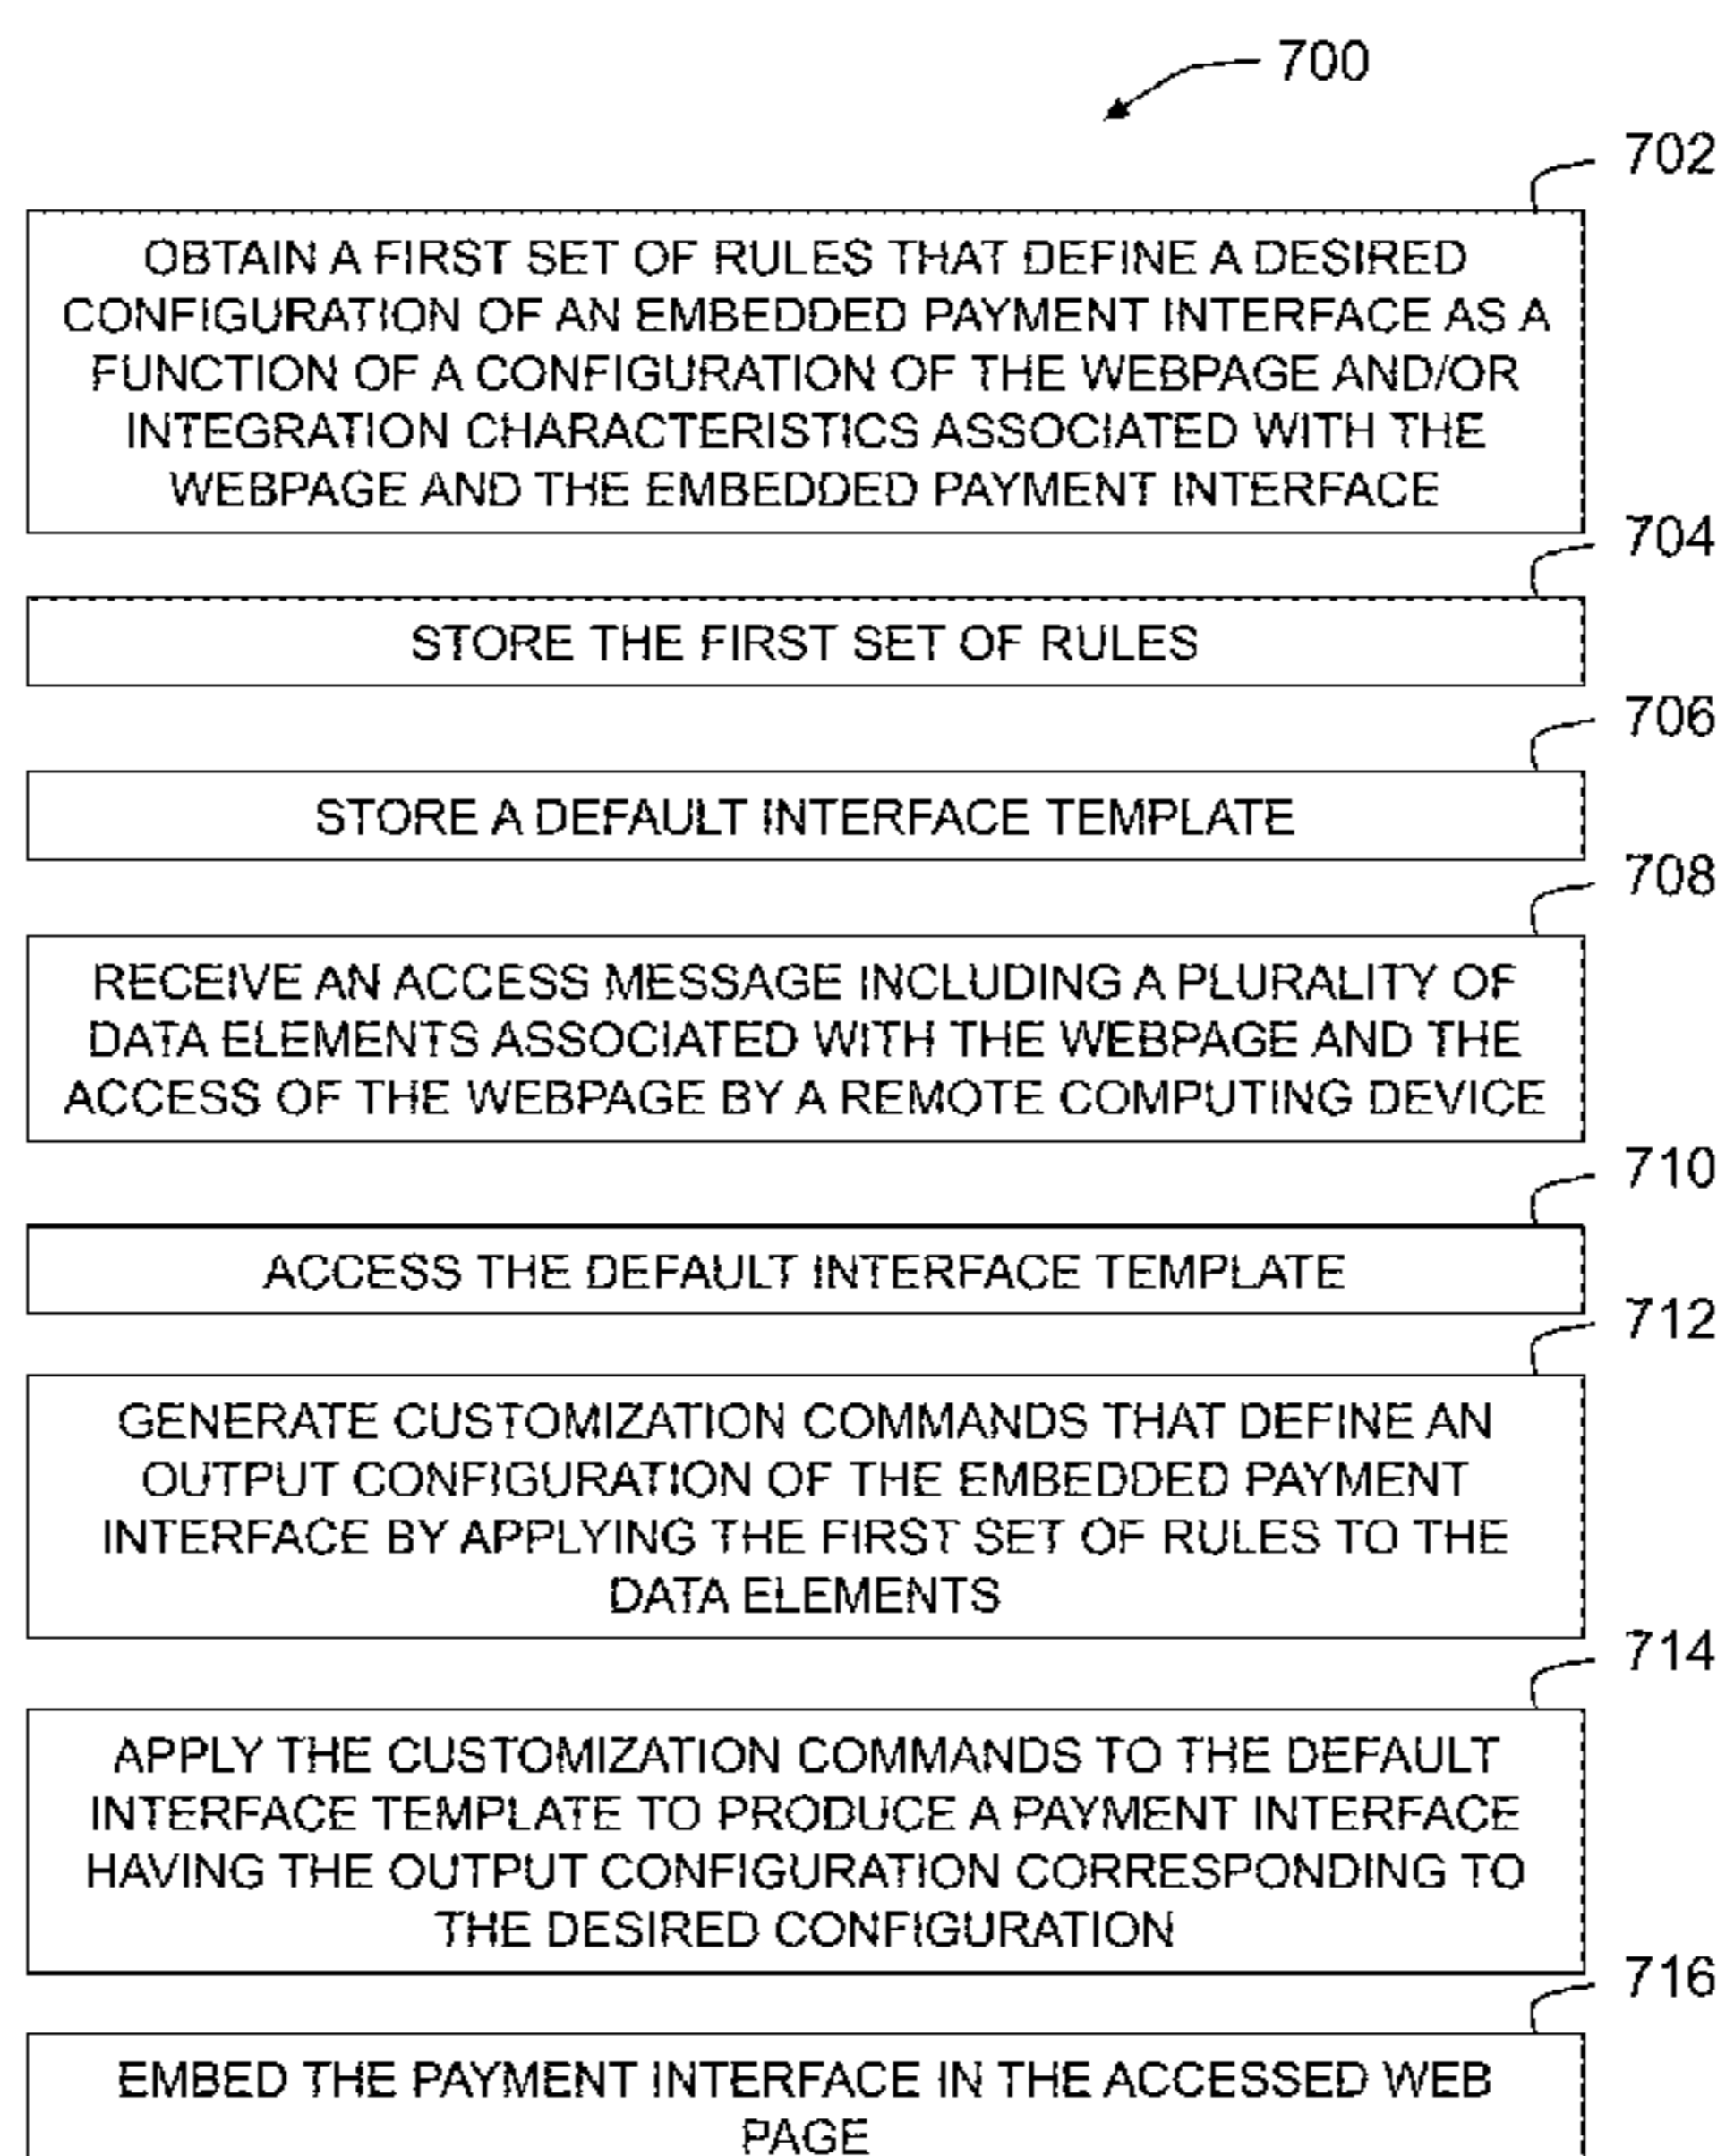 700
702
OBTAIN A FIRST SET OF RULES THAT DEFINE A DESIRED
CONFIGURATION OF AN EMBEDDED PAYMENT INTERFACE AS A
FUNCTION OF A CONFIGURATION OF THE WEBPAGE AND/OR
INTEGRATION CHARACTERISTICS ASSOCIATED WITH THE
WEBPAGE AND THE EMBEDDED PAYMENT INTERFACE
704
STORE THE FIRST SET OF RULES
706
STORE A DEFAULT INTERFACE TEMPLATE
708
RECEIVE AN ACCESS MESSAGE INCLUDING A PLURALITY OF
DATA ELEMENTS ASSOCIATED WITH THE WEBPAGE AND THE
ACCESS OF THE WEBPAGE BY A REMOTE COMPUTING DEVICE
710
ACCESS THE DEFAULT INTERFACE TEMPLATE
712
GENERATE CUSTOMIZATION COMMANDS THAT DEFINE AN
OUTPUT CONFIGURATION OF THE EMBEDDED PAYMENT
INTERFACE BY APPLYING THE FIRST SET OF RULES TO THE
DATA ELEMENTS
714
APPLY THE CUSTOMIZATION COMMANDS TO THE DEFAULT
INTERFACE TEMPLATE TO PRODUCE A PAYMENT INTERFACE
HAVING THE OUTPUT CONFIGURATION CORRESPONDING TO
THE DESIRED CONFIGURATION
716
EMBED THE PAYMENT INTERFACE IN THE ACCESSED WEB
PAGE